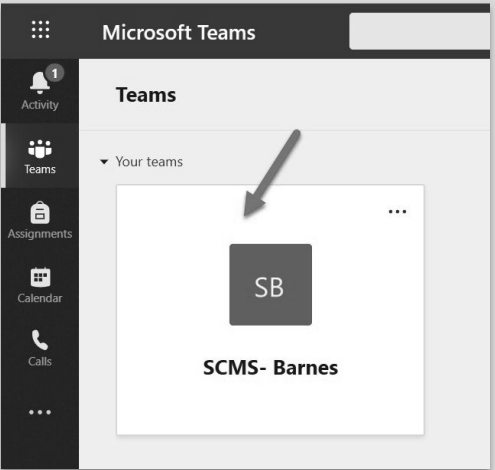 Microsoft Teams
1
Activity
Teams
Assignments
Calendar
Calls
Teams
Your teams
SB
SCMS- Barnes